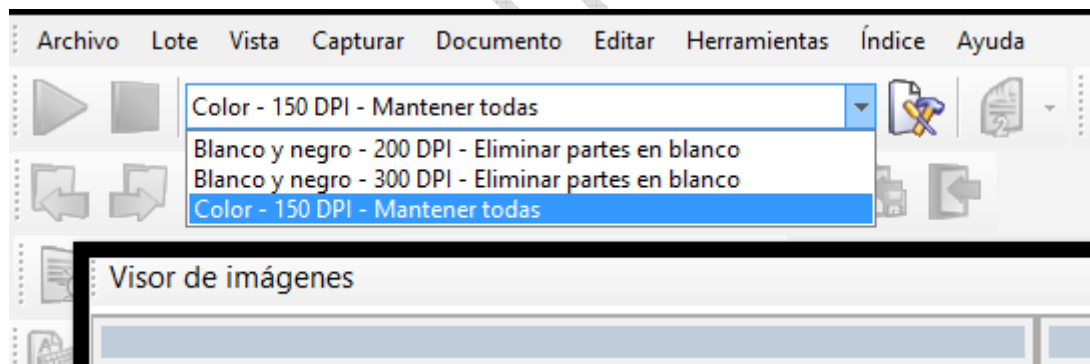 Archivo Lote Vista Capturar Documento Editar Herramientas Índice Ayuda
Color - 150 DPI - Mantener todas
Blanco y negro - 200 DPI - Eliminar partes en blanco
Blanco y negro - 300 DPI - Eliminar partes en blanco
Color - 150 DPI - Mantener todas
Visor de imágenes